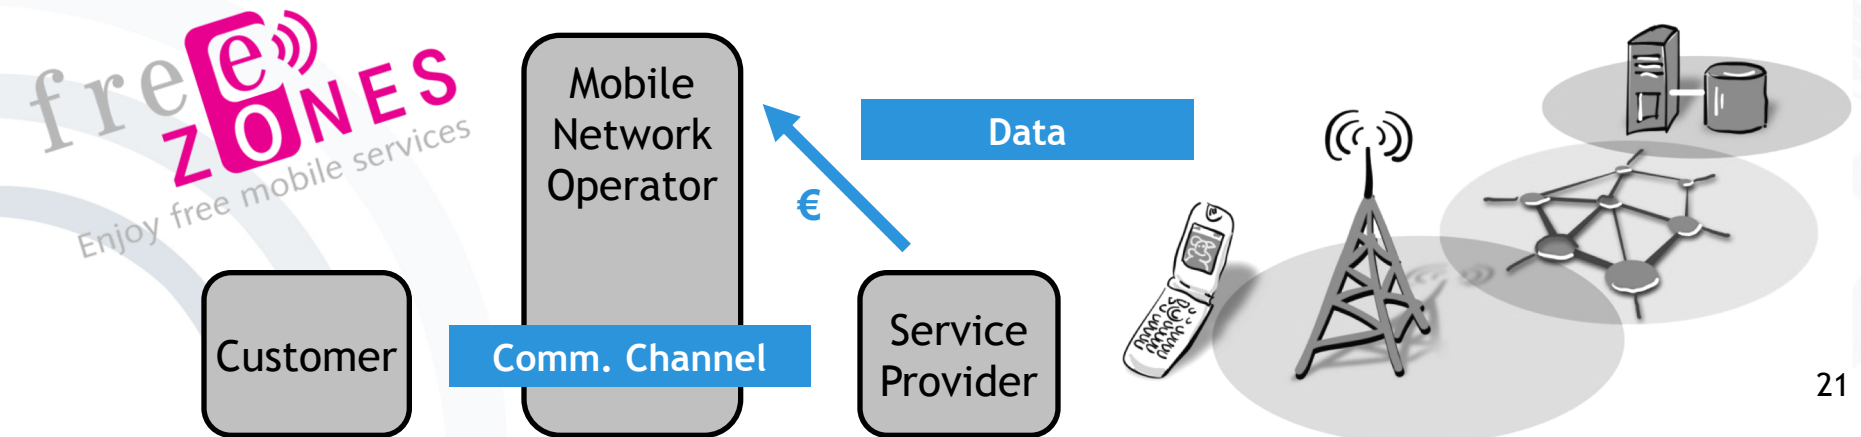 free
ZONES
Enjoy free mobile services
Mobile
Network
Operator
Data
€
Customer
Comm. Channel
Service
Provider
21